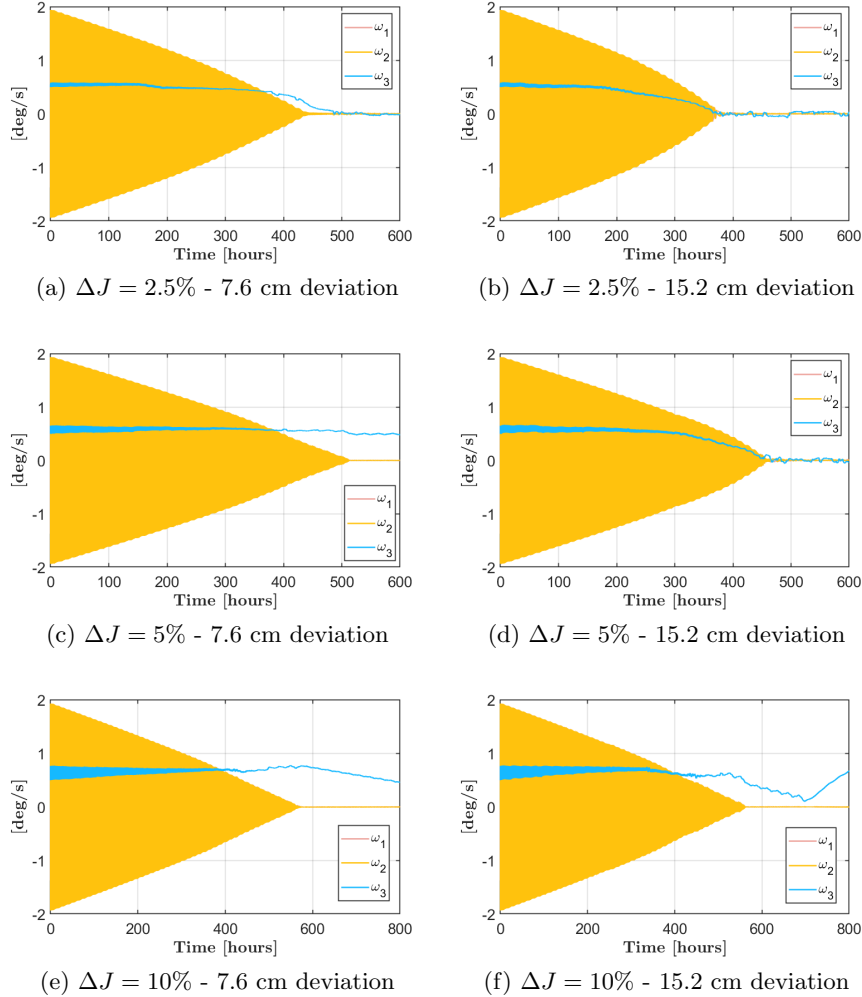 2
1
0
-1
-2
[deg/s]
ω1
ω2
ω3
0 100 200 300 400 500 600
Time [hours]
(a) ΔJ = 2.5% - 7.6 cm deviation
2
1
0
-1
-2
[deg/s]
ω1
ω2
ω3
0 100 200 300 400 500 600
Time [hours]
(b) ΔJ = 2.5% - 15.2 cm deviation
2
1
0
-1
-2
[deg/s]
ω1
ω2
ω3
0 100 200 300 400 500 600
Time [hours]
(c) ΔJ = 5% - 7.6 cm deviation
2
1
0
-1
-2
[deg/s]
ω1
ω2
ω3
0 100 200 300 400 500 600
Time [hours]
(d) ΔJ = 5% - 15.2 cm deviation
2
1
0
-1
-2
[deg/s]
ω1
ω2
ω3
0 200 400 600 800
Time [hours]
(e) ΔJ = 10% - 7.6 cm deviation
2
1
0
-1
-2
[deg/s]
ω1
ω2
ω3
0 200 400 600 800
Time [hours]
(f) ΔJ = 10% - 15.2 cm deviation